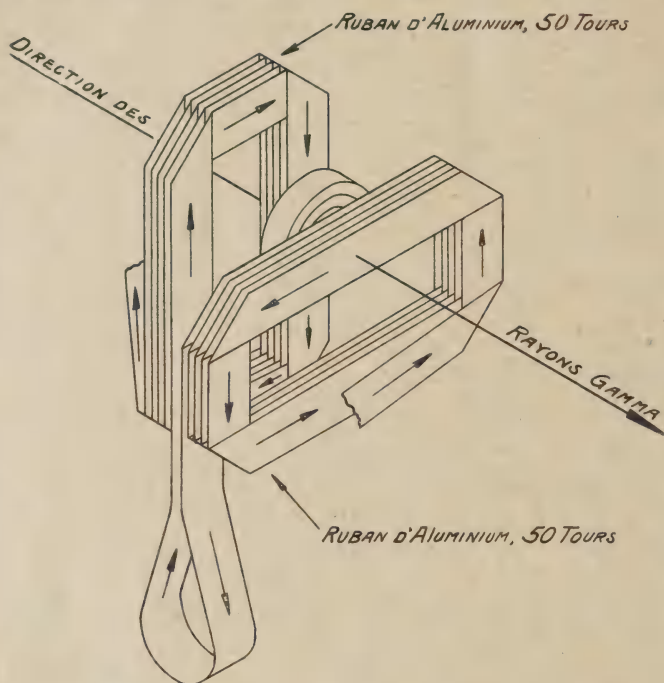 RUBAN D'ALUMINIUM, 50 TOURS
DIRECTION DES
RAYONS GAMMA
RUBAN D'ALUMINIUM, 50 TOURS